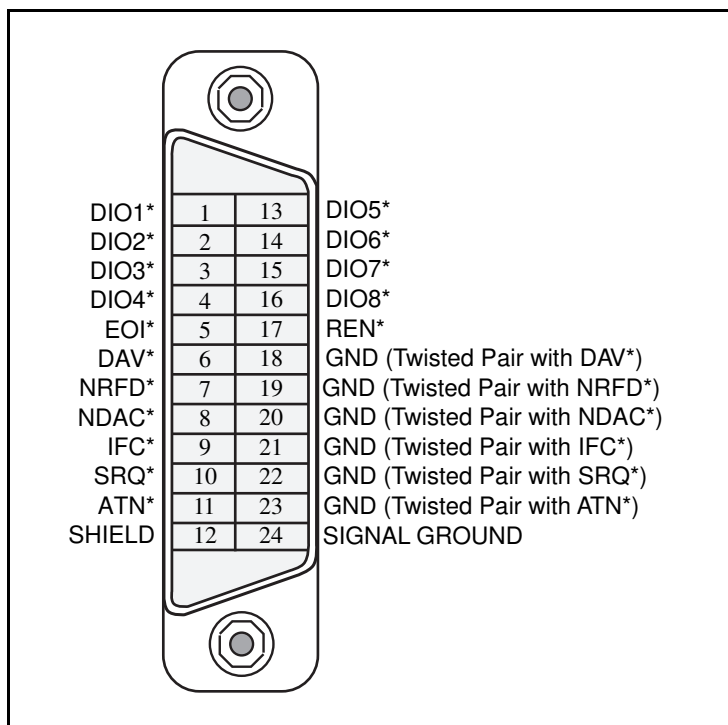 DIO1* 1 13 DIO5*
DIO2* 2 14 DIO6*
DIO3* 3 15 DIO7*
DIO4* 4 16 DIO8*
EOI* 5 17 REN*
DAV* 6 18 GND (Twisted Pair with DAV*)
NRFD* 7 19 GND (Twisted Pair with NRFD*)
NDAC* 8 20 GND (Twisted Pair with NDAC*)
IFC* 9 21 GND (Twisted Pair with IFC*)
SRQ* 10 22 GND (Twisted Pair with SRQ*)
ATN* 11 23 GND (Twisted Pair with ATN*)
SHIELD 12 24 SIGNAL GROUND